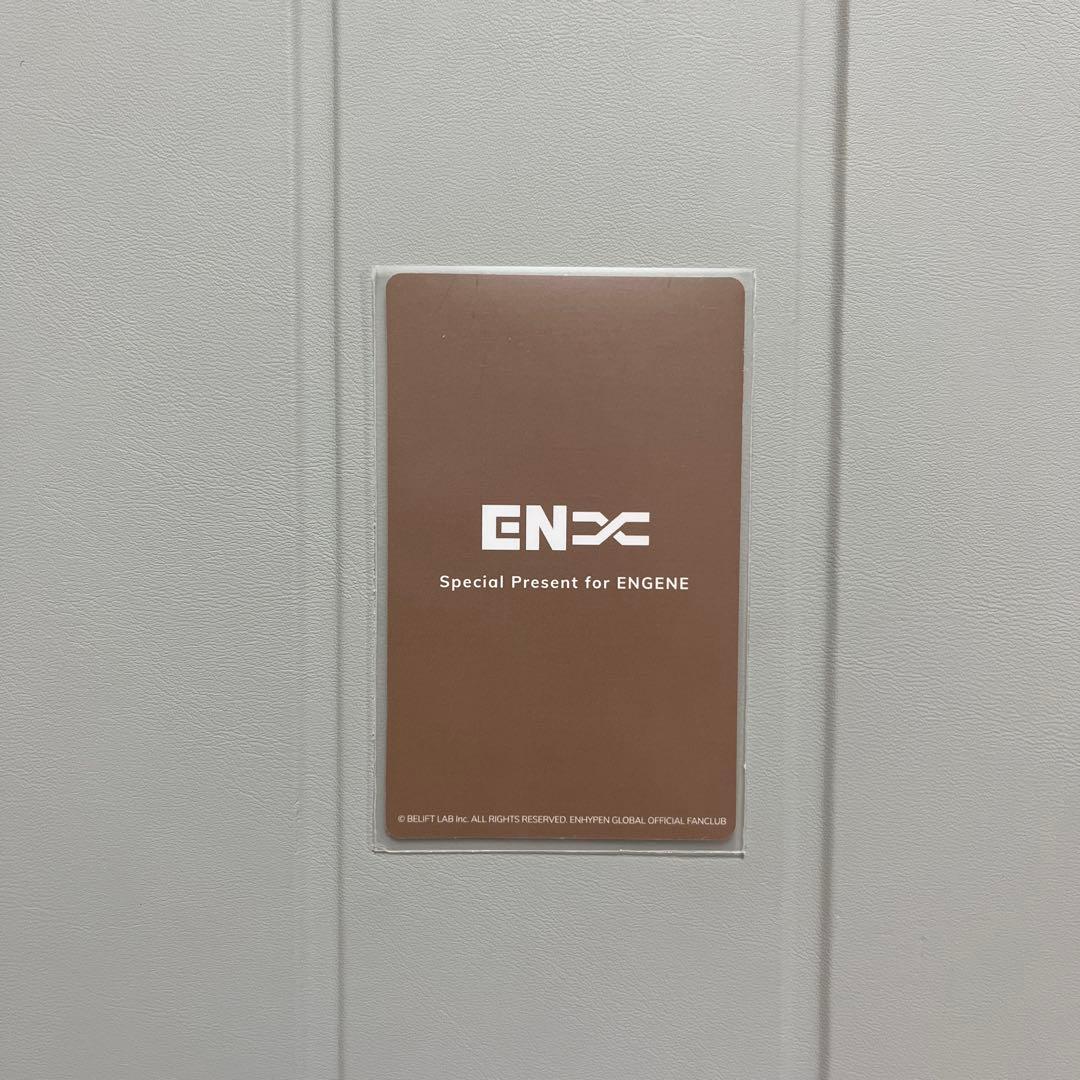 EN
Special Present for ENGENE
© BELIFT LAB Inc. ALL RIGHTS RESERVED. ENHYPEN GLOBAL OFFICIAL FANCLUB